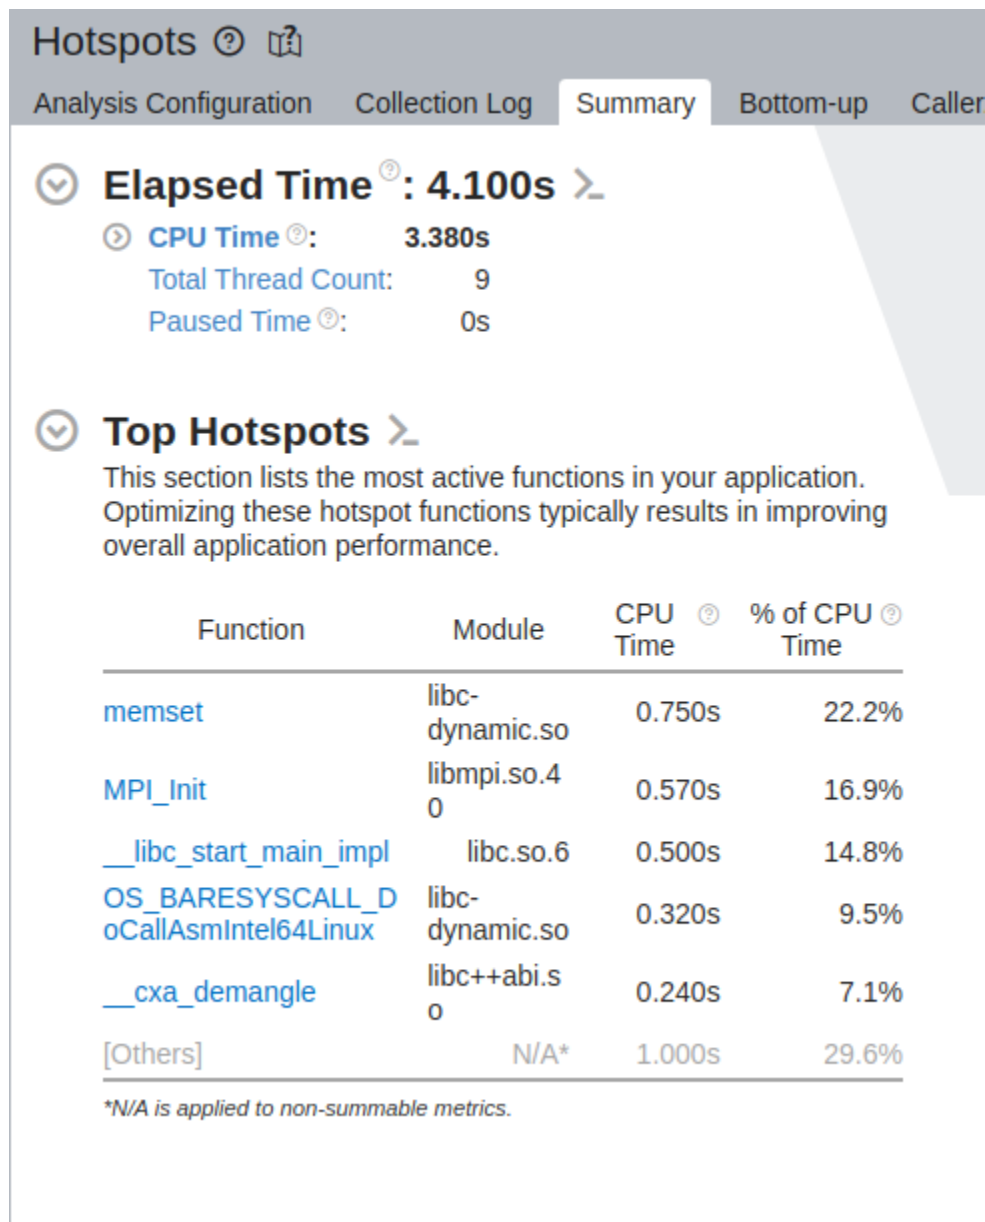 Hotspots
Analysis Configuration Collection Log Summary Bottom-up Caller
Elapsed Time: 4.100s
CPU Time: 3.380s
Total Thread Count: 9
Paused Time: 0s
Top Hotspots
This section lists the most active functions in your application.
Optimizing these hotspot functions typically results in improving
overall application performance.
Function Module CPU Time % of CPU Time
memset libc-dynamic.so 0.750s 22.2%
MPI_Init libmpi.so.40 0.570s 16.9%
__libc_start_main_impl libc.so.6 0.500s 14.8%
OS_BARESYSCALL_DoCallAsmIntel64Linux libc-dynamic.so 0.320s 9.5%
__cxa_demangle libc++abi.so 0.240s 7.1%
[Others] N/A* 1.000s 29.6%
*N/A is applied to non-summable metrics.